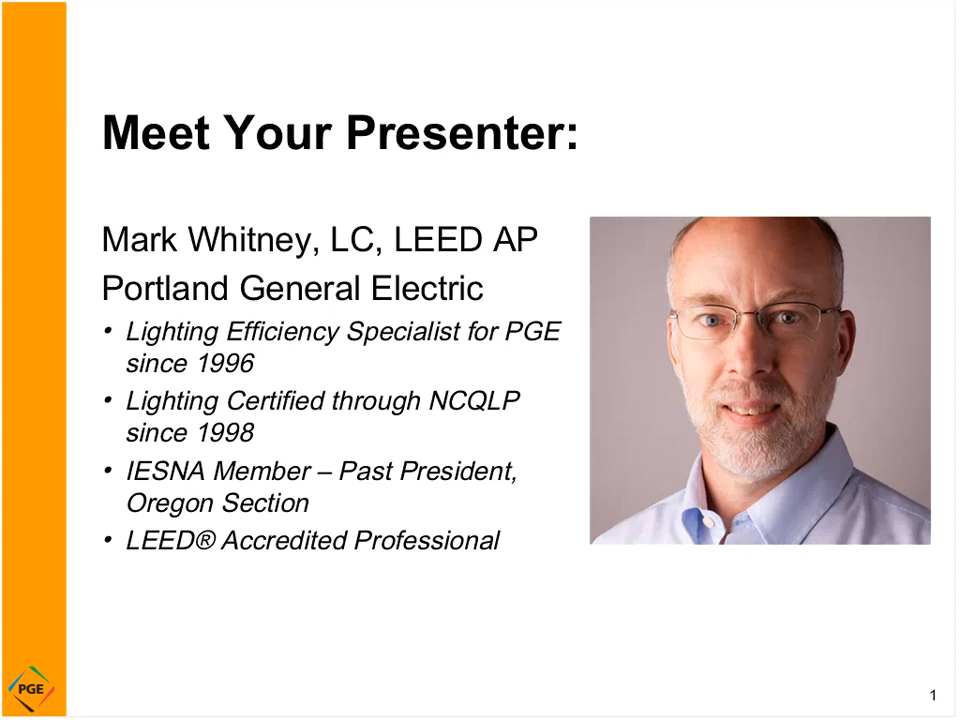 Meet Your Presenter:
Mark Whitney, LC, LEED AP
Portland General Electric
• Lighting Efficiency Specialist for PGE
since 1996
• Lighting Certified through NCQLP
since 1998
• IESNA Member – Past President,
Oregon Section
• LEED® Accredited Professional
PGE
1